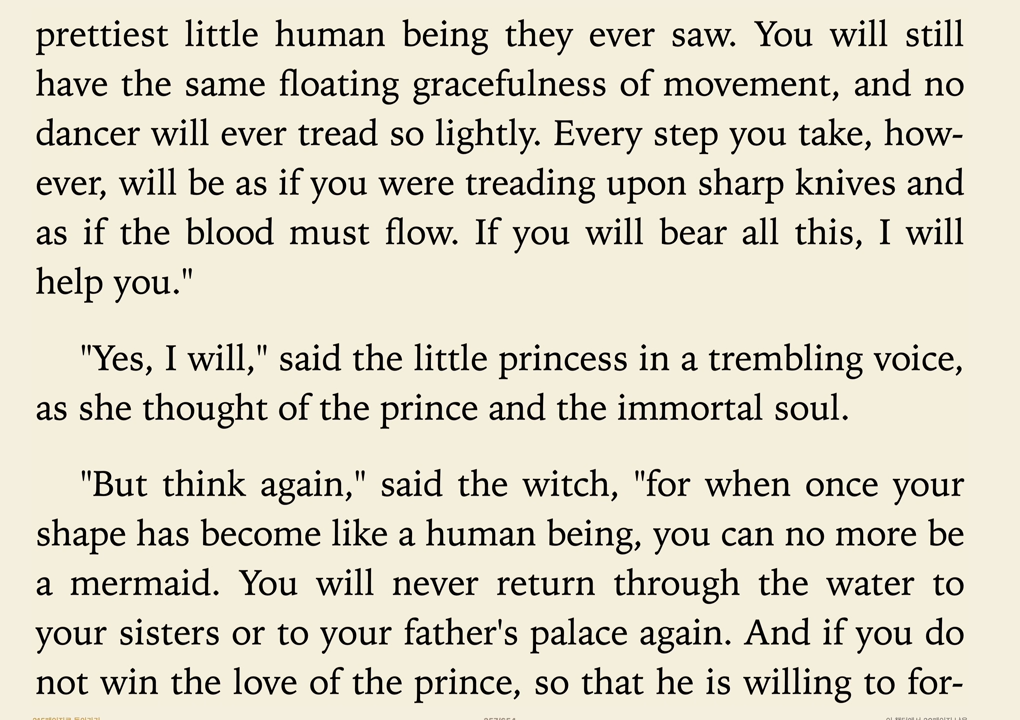 prettiest little human being they ever saw. You will still
have the same floating gracefulness of movement, and no
dancer will ever tread so lightly. Every step you take, how-
ever, will be as if you were treading upon sharp knives and
as if the blood must flow. If you will bear all this, I will
help you."
"Yes, I will," said the little princess in a trembling voice,
as she thought of the prince and the immortal soul.
"But think again," said the witch, "for when once your
shape has become like a human being, you can no more be
a mermaid. You will never return through the water to
your sisters or to your father's palace again. And if you do
not win the love of the prince, so that he is willing to for-